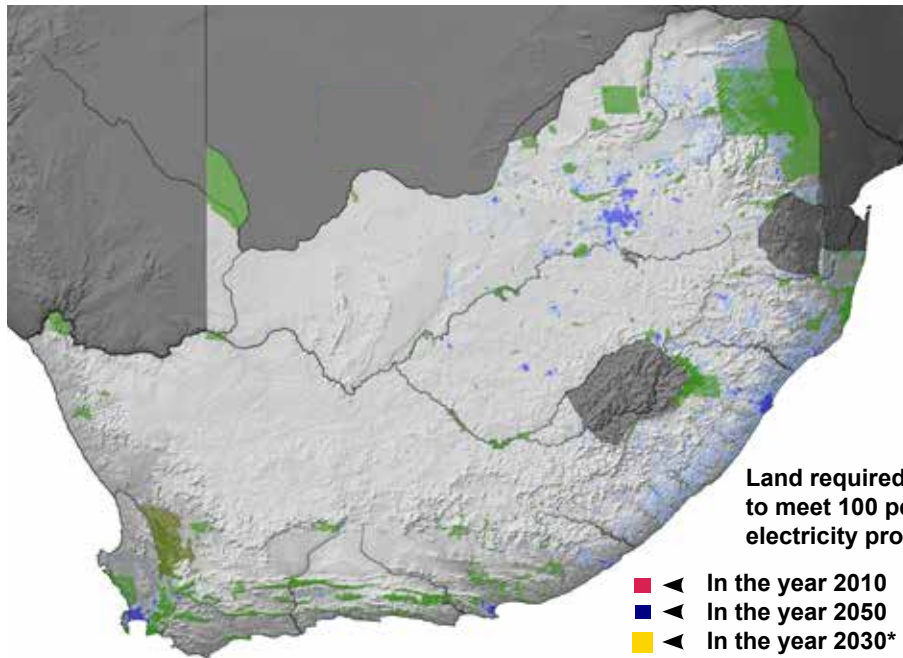 Land required
to meet 100 pe
electricity pro
In the year 2010
In the year 2050
In the year 2030*